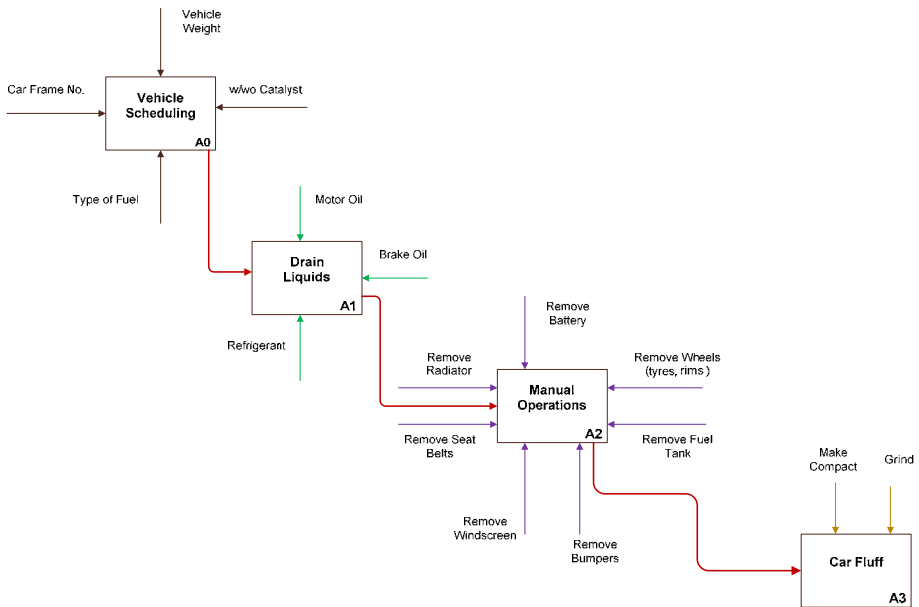 Vehicle
Weight
Car Frame No.
w/wo Catalyst
Vehicle
Scheduling
A0
Type of Fuel
Motor Oil
Brake Oil
Drain
Liquids
A1
Refrigerant
Remove
Battery
Remove
Radiator
Remove Wheels
(tyres, rims )
Manual
Operations
A2
Remove Seat
Belts
Remove Fuel
Tank
Make
Compact
Grind
Remove
Windscreen
Remove
Bumpers
Car Fluff
A3